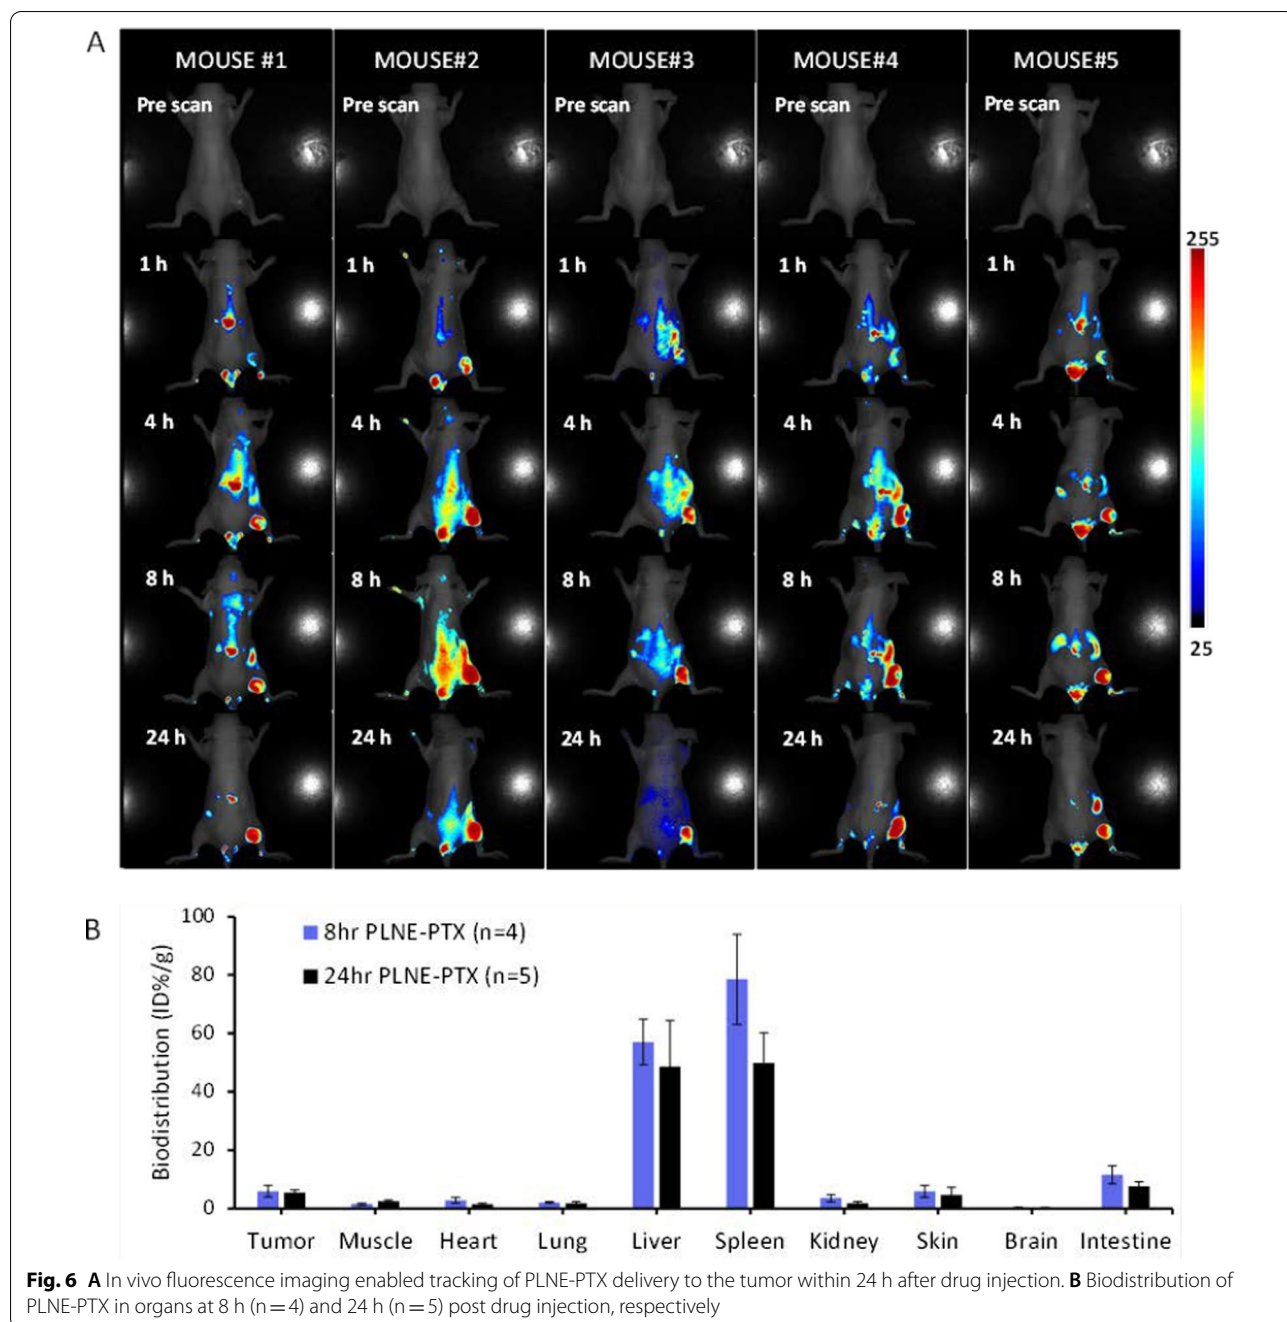 A
MOUSE #1
MOUSE#2
MOUSE#3
MOUSE#4
MOUSE#5
Pre scan
Pre scan
Pre scan
Pre scan
Pre scan
255
1 h
1 h
1 h
1 h
1 h
4 h
4 h
4 h
4 h
4 h
8 h
8 h
8 h
8 h
8 h
25
24 h
24 h
24 h
24 h
24 h
B
Biodistribution (ID%/g)
100
80
60
40
20
0
8hr PLNE-PTX (n=4)
24hr PLNE-PTX (n=5)
Tumor Muscle Heart Lung Liver Spleen Kidney Skin Brain Intestine
Fig. 6 A In vivo fluorescence imaging enabled tracking of PLNE-PTX delivery to the tumor within 24 h after drug injection. B Biodistribution of
PLNE-PTX in organs at 8 h (n = 4) and 24 h (n = 5) post drug injection, respectively